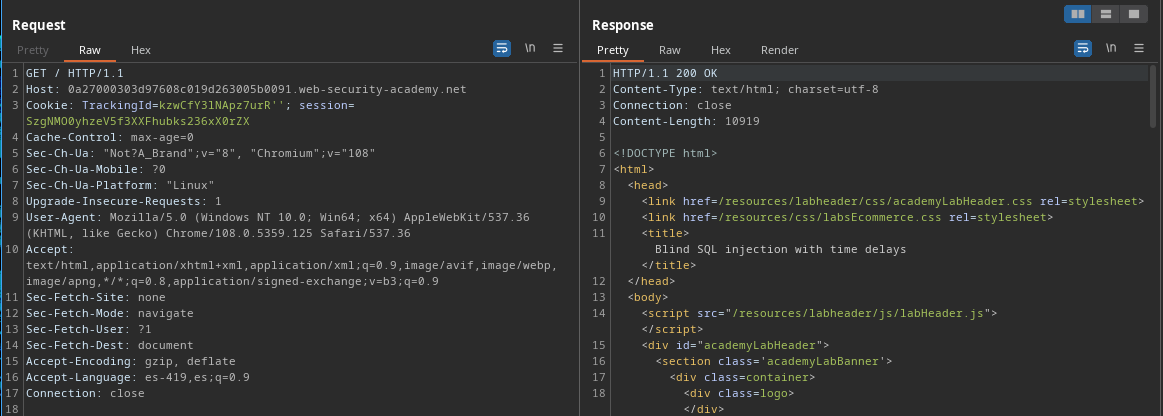 Request
Pretty Raw Hex \n
1 GET / HTTP/1.1
2 Host: 0a27000303d97608c019d263005b0091.web-security-academy.net
3 Cookie: TrackingId=kzwCfY3lNApz7urR''; session=
SzgNMO0yhzeV5f3XXFhubks236xX0rZX
4 Cache-Control: max-age=0
5 Sec-Ch-Ua: "Not?A_Brand";v="8", "Chromium";v="108"
6 Sec-Ch-Ua-Mobile: ?0
7 Sec-Ch-Ua-Platform: "Linux"
8 Upgrade-Insecure-Requests: 1
9 User-Agent: Mozilla/5.0 (Windows NT 10.0; Win64; x64) AppleWebKit/537.36
(KHTML, like Gecko) Chrome/108.0.5359.125 Safari/537.36
10 Accept:
text/html,application/xhtml+xml,application/xml;q=0.9,image/avif,image/webp,
image/apng,*/*;q=0.8,application/signed-exchange;v=b3;q=0.9
11 Sec-Fetch-Site: none
12 Sec-Fetch-Mode: navigate
13 Sec-Fetch-User: ?1
14 Sec-Fetch-Dest: document
15 Accept-Encoding: gzip, deflate
16 Accept-Language: es-419,es;q=0.9
17 Connection: close
18
Response
Pretty Raw Hex Render \n
1 HTTP/1.1 200 OK
2 Content-Type: text/html; charset=utf-8
3 Connection: close
4 Content-Length: 10919
5
6 <!DOCTYPE html>
7 <html>
8 <head>
9 <link href=/resources/labheader/css/academyLabHeader.css rel=stylesheet>
10 <link href=/resources/css/labsEcommerce.css rel=stylesheet>
11 <title>
Blind SQL injection with time delays
</title>
12 </head>
13 <body>
14 <script src="/resources/labheader/js/labHeader.js">
</script>
15 <div id="academyLabHeader">
16 <section class='academyLabBanner'>
17 <div class=container>
18 <div class=logo>
</div>